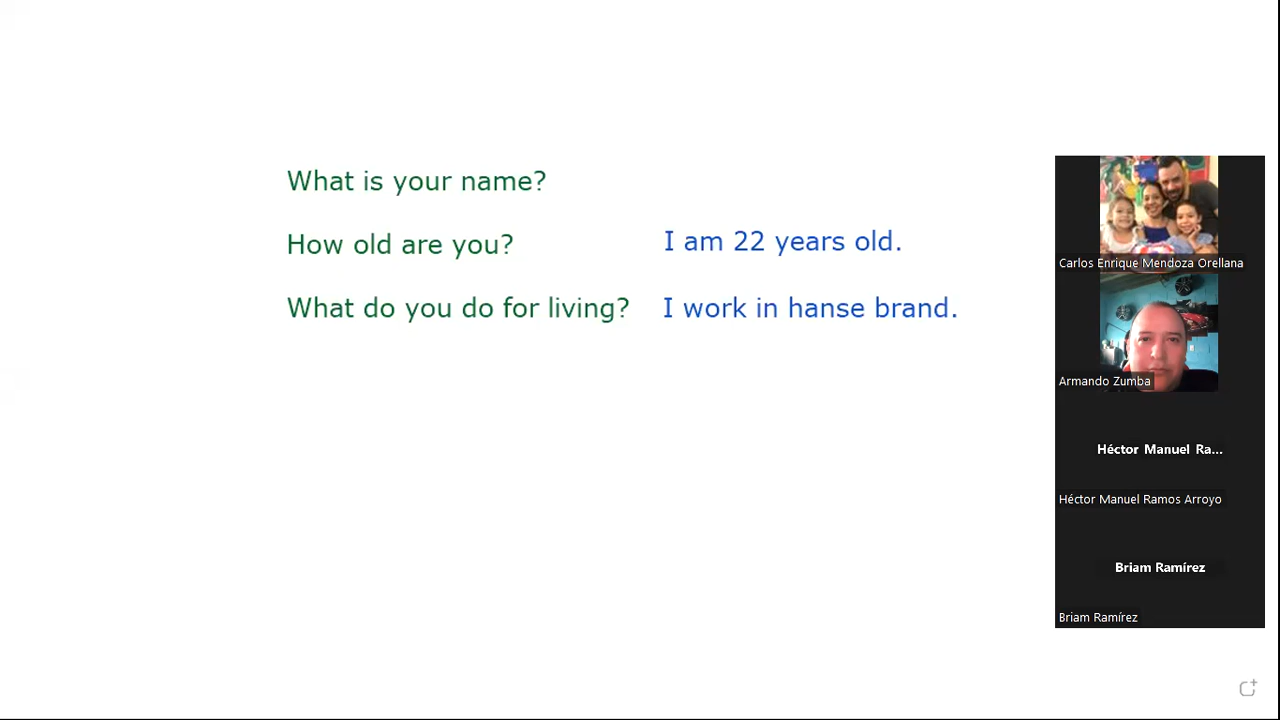 What is your name?
How old are you? I am 22 years old.
What do you do for living? I work in hanse brand.
Carlos Enrique Mendoza Orellana
Armando Zumba
Héctor Manuel Ra...
Héctor Manuel Ramos Arroyo
Briam Ramírez
Briam Ramírez